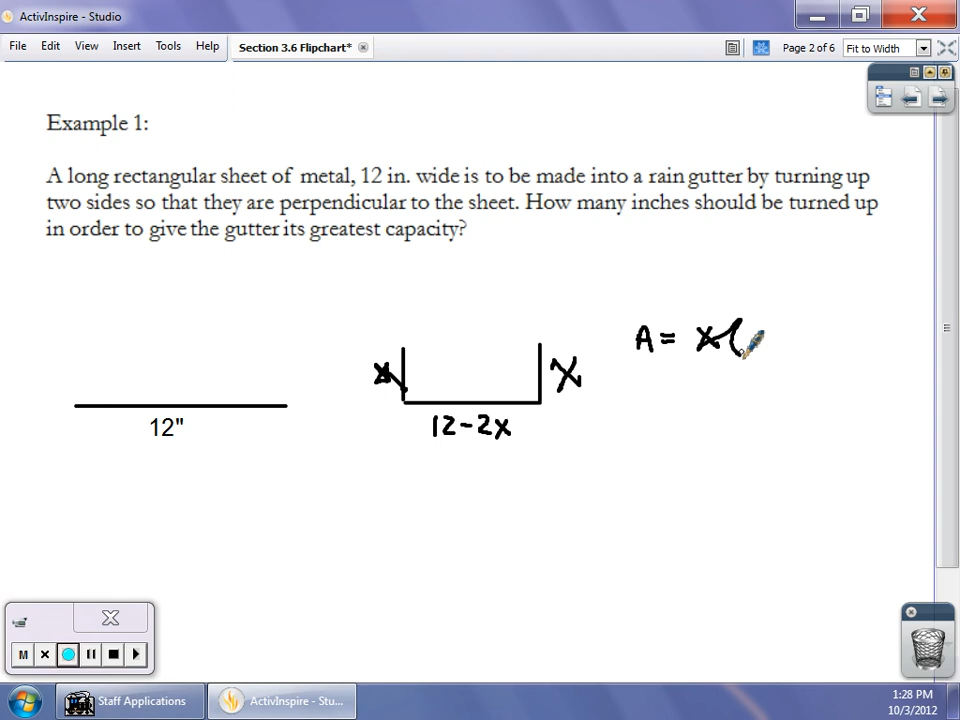 ActivInspire - Studio
File Edit View Insert Tools Help Section 3.6 Flipchart* Page 2 of 6 Fit to Width
Example 1:
A long rectangular sheet of metal, 12 in. wide is to be made into a rain gutter by turning up
two sides so that they are perpendicular to the sheet. How many inches should be turned up
in order to give the gutter its greatest capacity?
A = x(
x x
12"
12-2x
M
Staff Applications
ActivInspire - Stu...
1:28 PM
10/3/2012